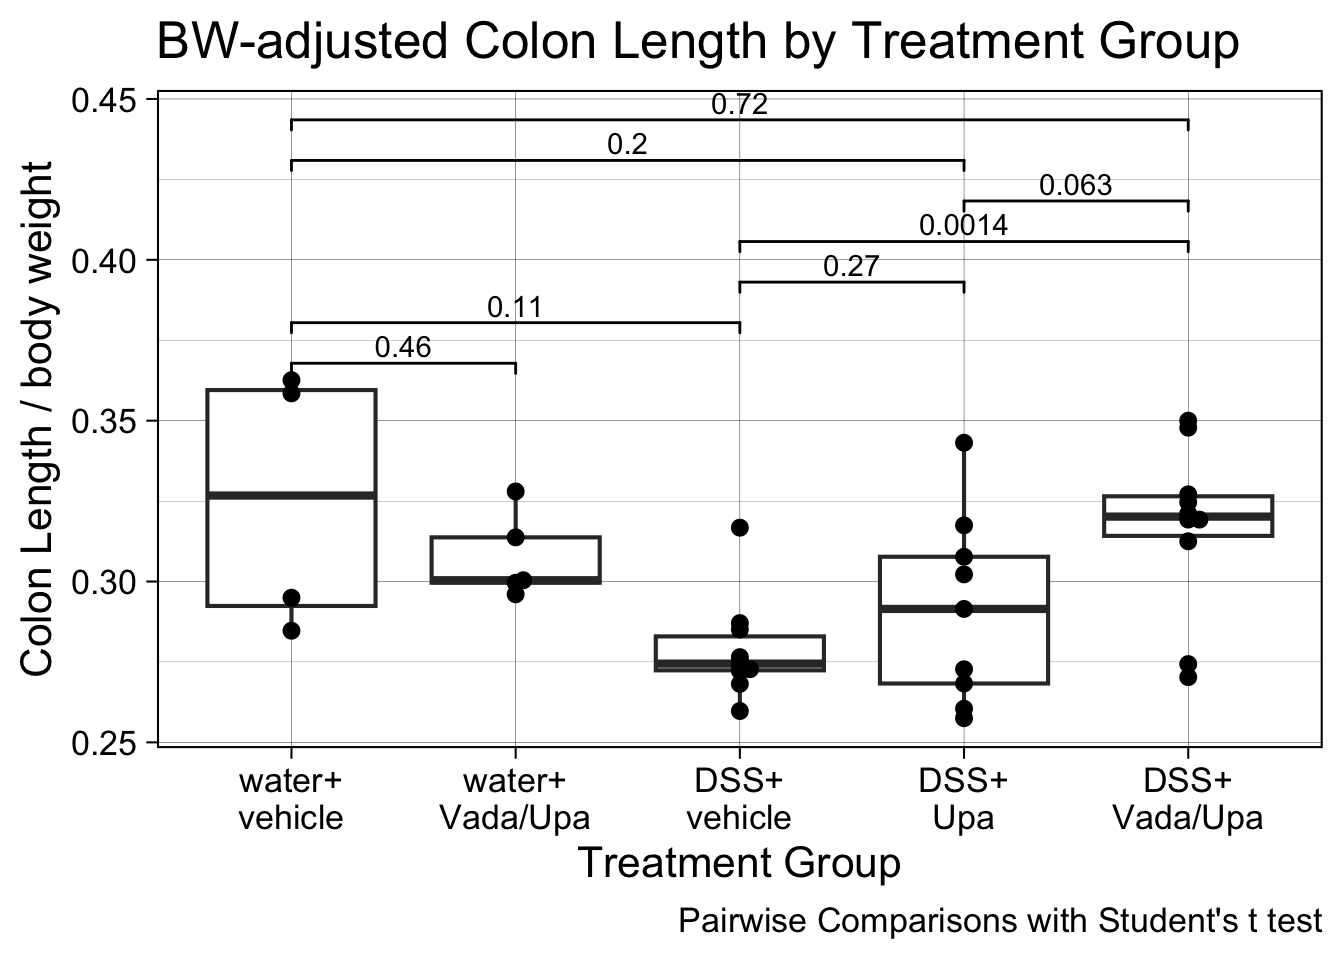 BW-adjusted Colon Length by Treatment Group
Colon Length / body weight
0.45
0.40
0.35
0.30
0.25
0.72
0.2
0.063
0.0014
0.27
0.11
0.46
water+ water+ DSS+ DSS+ DSS+
vehicle Vada/Upa vehicle Upa Vada/Upa
Treatment Group
Pairwise Comparisons with Student's t test